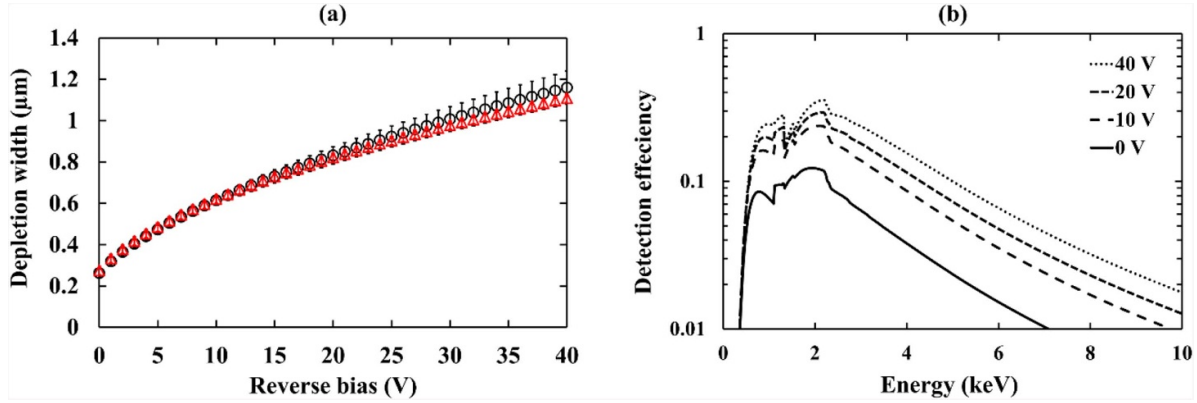 (a)
1.4
1.2
1
0.8
0.6
0.4
0.2
0
Depletion width (µm)
0 5 10 15 20 25 30 35 40
Reverse bias (V)
(b)
1
0.1
0.01
Detection effeciency
40 V
20 V
10 V
0 V
0 2 4 6 8 10
Energy (keV)